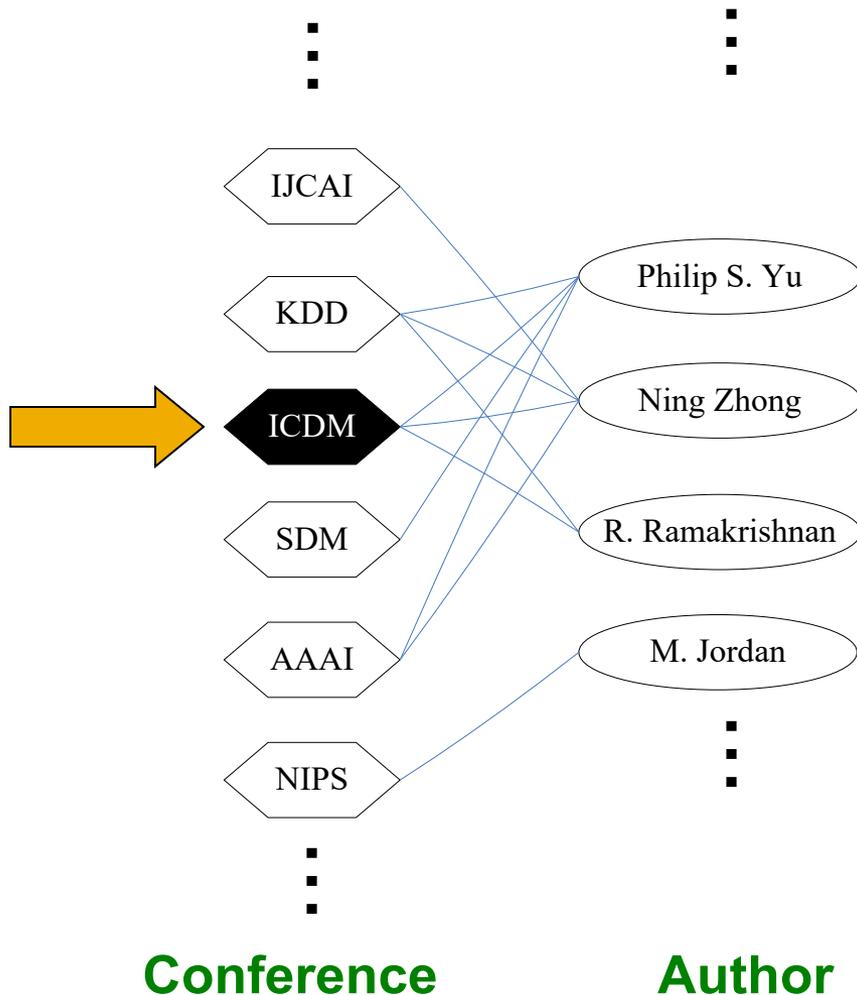 IJCAI
KDD
ICDM
SDM
AAAI
NIPS
Conference
Philip S. Yu
Ning Zhong
R. Ramakrishnan
M. Jordan
Author